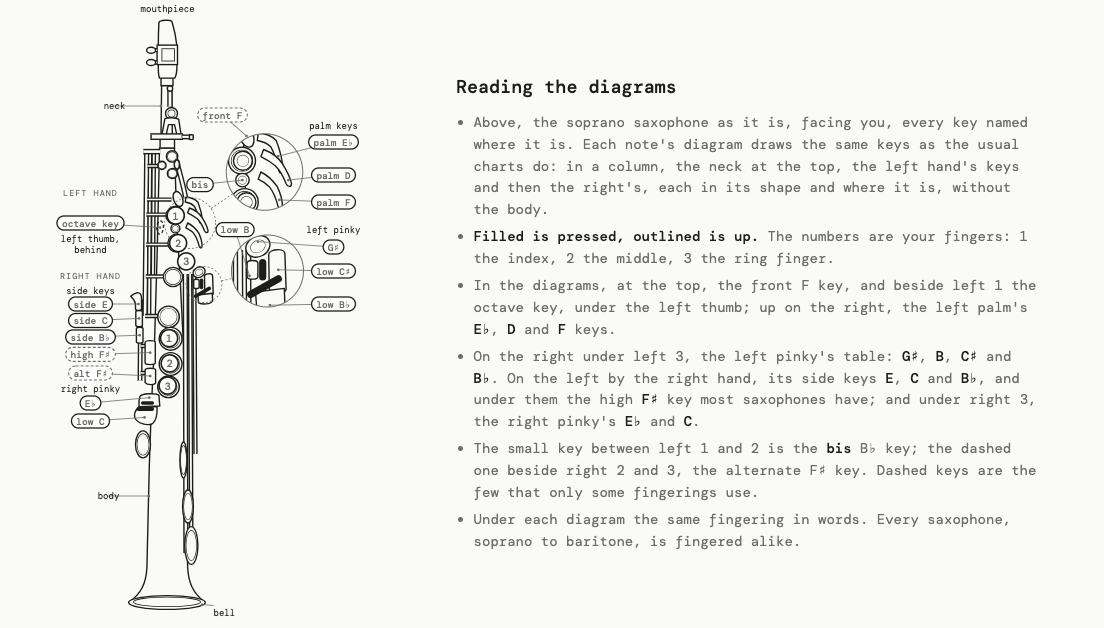 mouthpiece
neck
front F
palm keys
palm E♭
palm D
palm F
bis
LEFT HAND
octave key
left thumb,
behind
1
2
3
low B
left pinky
G♯
low C♯
low B♭
RIGHT HAND
side keys
side E
side C
side B♭
high F♯
alt F♯
right pinky
E♭
low C
1
2
3
body
bell
Reading the diagrams
• Above, the soprano saxophone as it is, facing you, every key named
where it is. Each note's diagram draws the same keys as the usual
charts do: in a column, the neck at the top, the left hand's keys
and then the right's, each in its shape and where it is, without
the body.
• Filled is pressed, outlined is up. The numbers are your fingers: 1
the index, 2 the middle, 3 the ring finger.
• In the diagrams, at the top, the front F key, and beside left 1 the
octave key, under the left thumb; up on the right, the left palm's
E♭, D and F keys.
• On the right under left 3, the left pinky's table: G♯, B, C♯ and
B♭. On the left by the right hand, its side keys E, C and B♭, and
under them the high F♯ key most saxophones have; and under right 3,
the right pinky's E♭ and C.
• The small key between left 1 and 2 is the bis B♭ key; the dashed
one beside right 2 and 3, the alternate F♯ key. Dashed keys are the
few that only some fingerings use.
• Under each diagram the same fingering in words. Every saxophone,
soprano to baritone, is fingered alike.